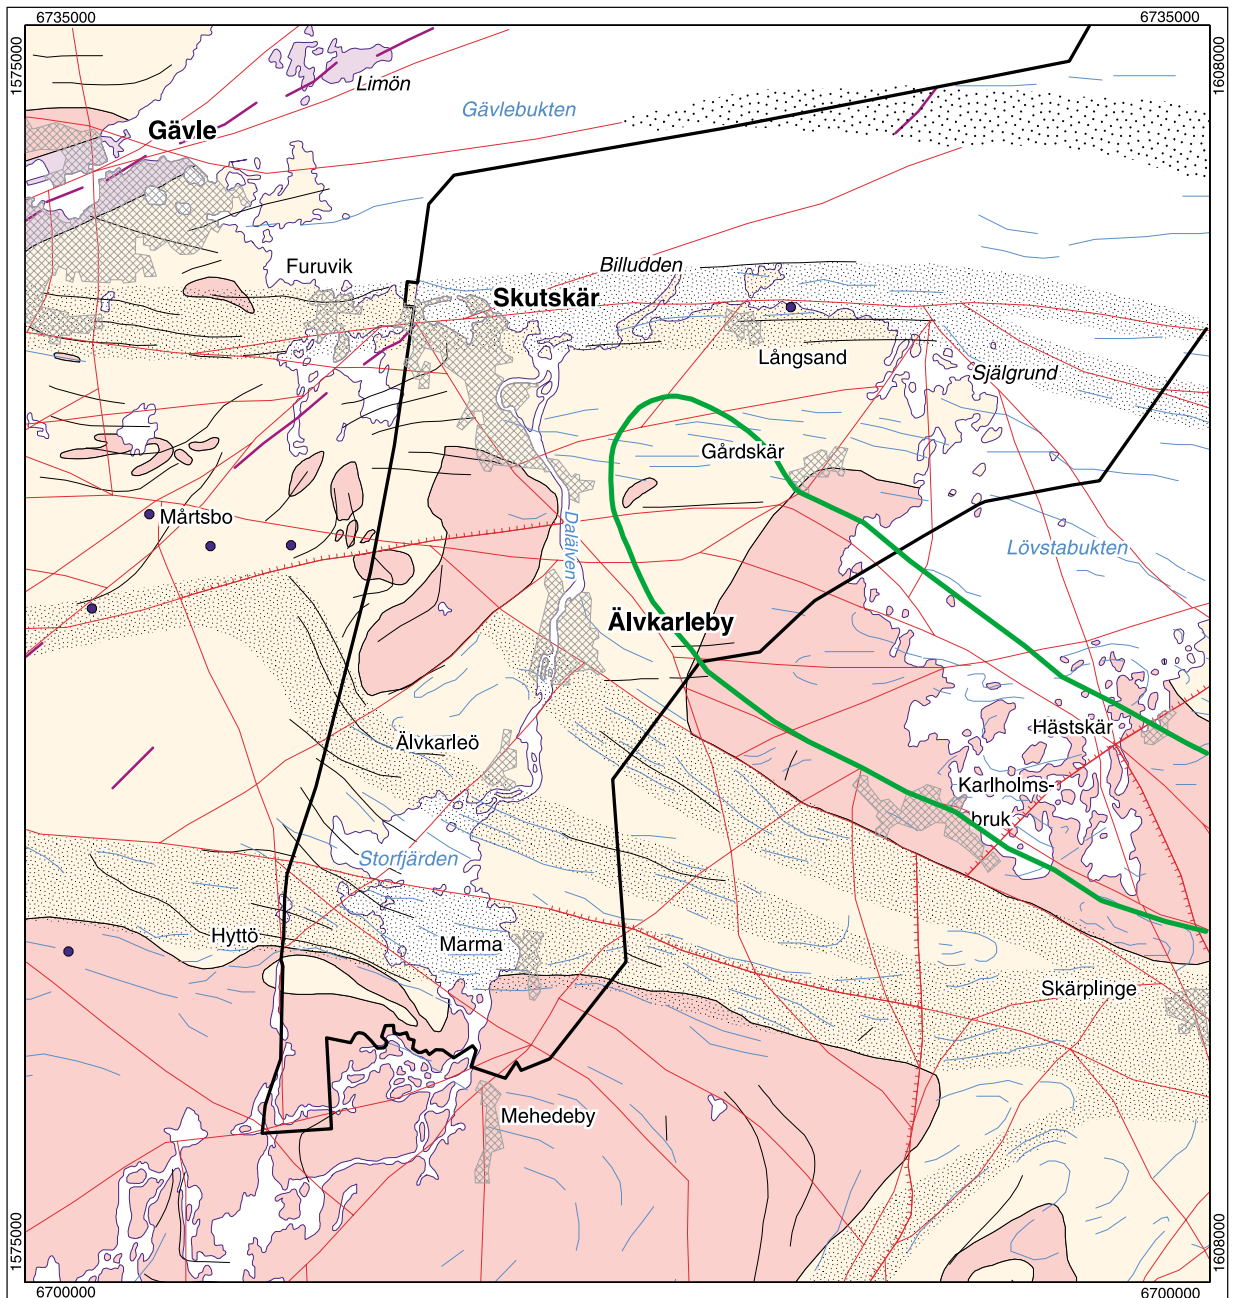 6735000
6735000
1575000
1608000
Limön
Gävlebukten
Gävle
Furuvik
Billudden
Skutskär
Långsand
Själgrund
Gårdskär
Mårtsbo
Dalälven
Lövstabukten
Älvkarleby
Hästskär
Älvkarleö
Karlholms-
bruk
Storfjärden
Hyttö
Marma
Skärplinge
Mehedeby
1575000
1608000
6700000
6700000